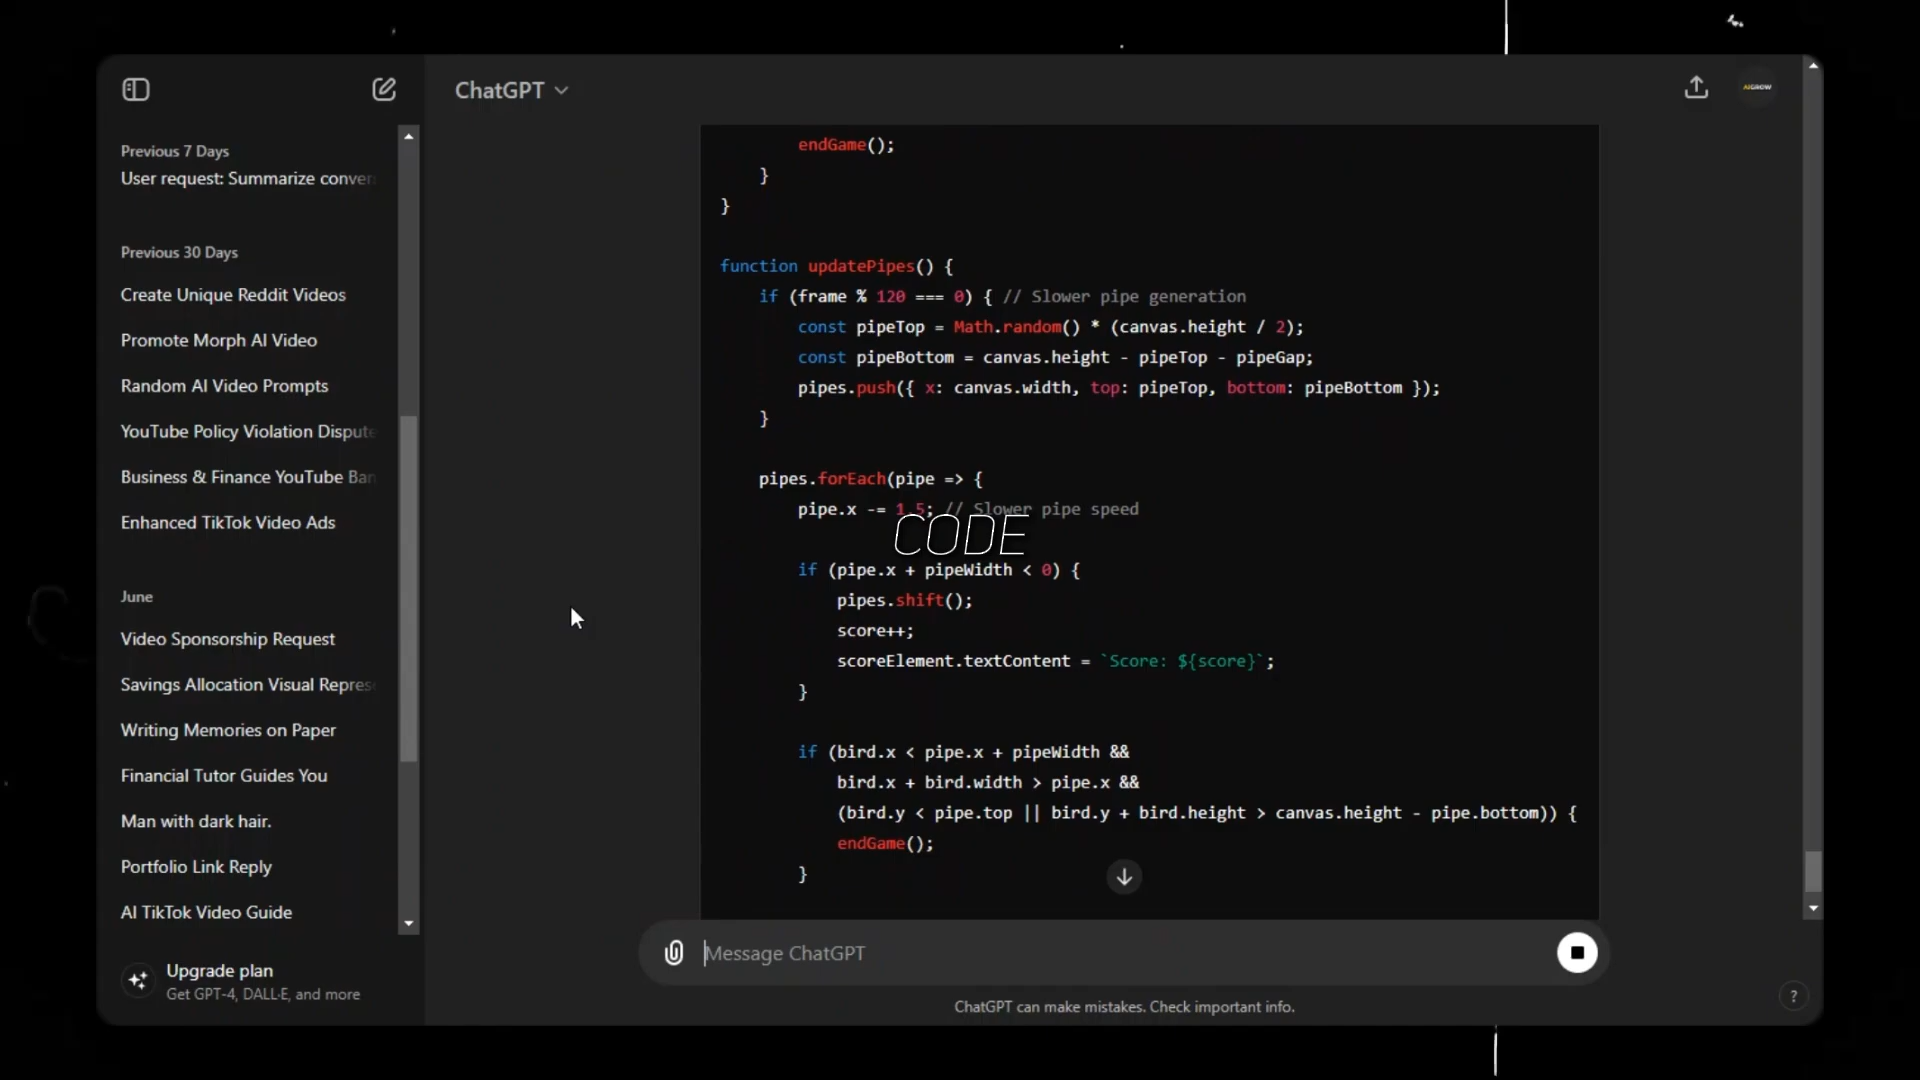 ChatGPT
AIGROW
Previous 7 Days
User request: Summarize conver
Previous 30 Days
Create Unique Reddit Videos
Promote Morph AI Video
Random AI Video Prompts
YouTube Policy Violation Dispute
Business & Finance YouTube Ban
Enhanced TikTok Video Ads
June
Video Sponsorship Request
Savings Allocation Visual Represe
Writing Memories on Paper
Financial Tutor Guides You
Man with dark hair.
Portfolio Link Reply
AI TikTok Video Guide
Upgrade plan
Get GPT-4, DALL·E, and more
endGame();
}
}
function updatePipes() {
if (frame % 120 === 0) { // Slower pipe generation
const pipeTop = Math.random() * (canvas.height / 2);
const pipeBottom = canvas.height - pipeTop - pipeGap;
pipes.push({ x: canvas.width, top: pipeTop, bottom: pipeBottom });
}
pipes.forEach(pipe => {
pipe.x -= 1.5; // Slower pipe speed
CODE
if (pipe.x + pipeWidth < 0) {
pipes.shift();
score++;
scoreElement.textContent = `Score: ${score}`;
}
if (bird.x < pipe.x + pipeWidth &&
bird.x + bird.width > pipe.x &&
(bird.y < pipe.top || bird.y + bird.height > canvas.height - pipe.bottom)) {
endGame();
}
Message ChatGPT
ChatGPT can make mistakes. Check important info.
?